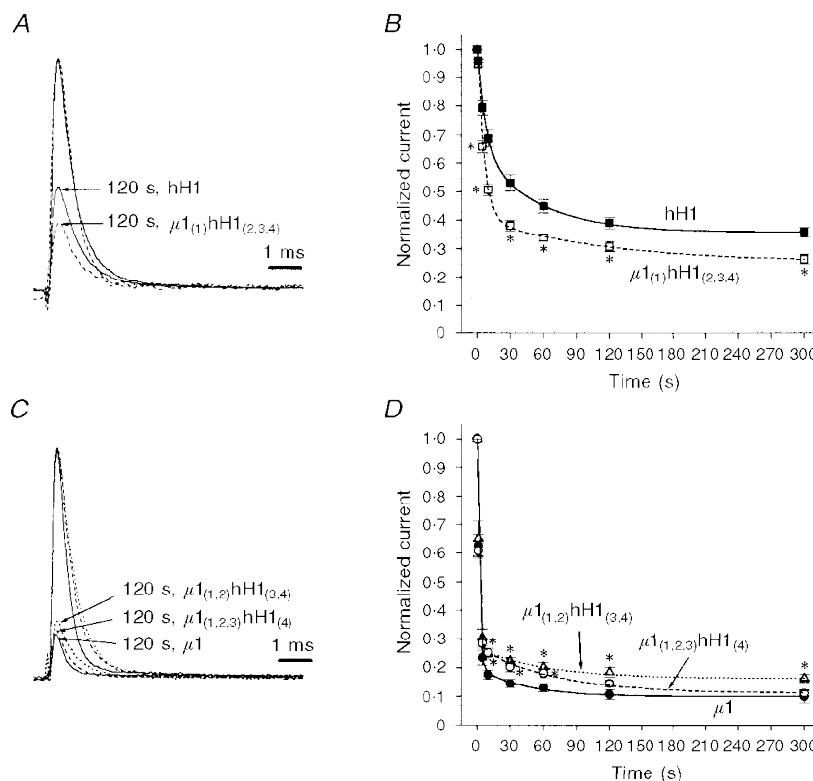 A
120 s, hH1
120 s, μ1(1)hH1(2,3,4)
1 ms
B
Normalized current
1·0
0·9
0·8
0·7
0·6
0·5
0·4
0·3
0·2
0·1
0
*
*
*
*
*
*
hH1
μ1(1)hH1(2,3,4)
0 30 60 90 120 150 180 210 240 270 300
Time (s)
C
120 s, μ1(1,2)hH1(3,4)
120 s, μ1(1,2,3)hH1(4)
120 s, μ1
1 ms
D
Normalized current
1·0
0·9
0·8
0·7
0·6
0·5
0·4
0·3
0·2
0·1
0
μ1(1,2)hH1(3,4)
μ1(1,2,3)hH1(4)
* * * * *
* * *
μ1
0 30 60 90 120 150 180 210 240 270 300
Time (s)